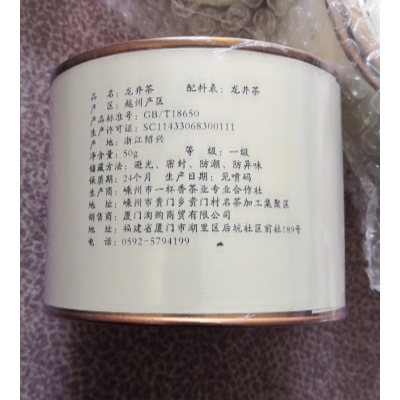 品 名：龙井茶 配料表：龙井茶
产 区：越州产区
产品标准号：GB/T18650
生产许可证：SC11433068300111
产 地：浙江绍兴
净含量：50g 等 级：一级
储藏方法：避光、密封、防潮、防异味
保质期：24个月 生产日期：见喷码
生产商：嵊州市一杯香茶业专业合作社
地 址：嵊州市贵门乡贵门村名茶加工集聚区
销售商：厦门淘购商贸有限公司
地 址：福建省厦门市湖里区后坑社区前社189号
电 话：0592-5794199